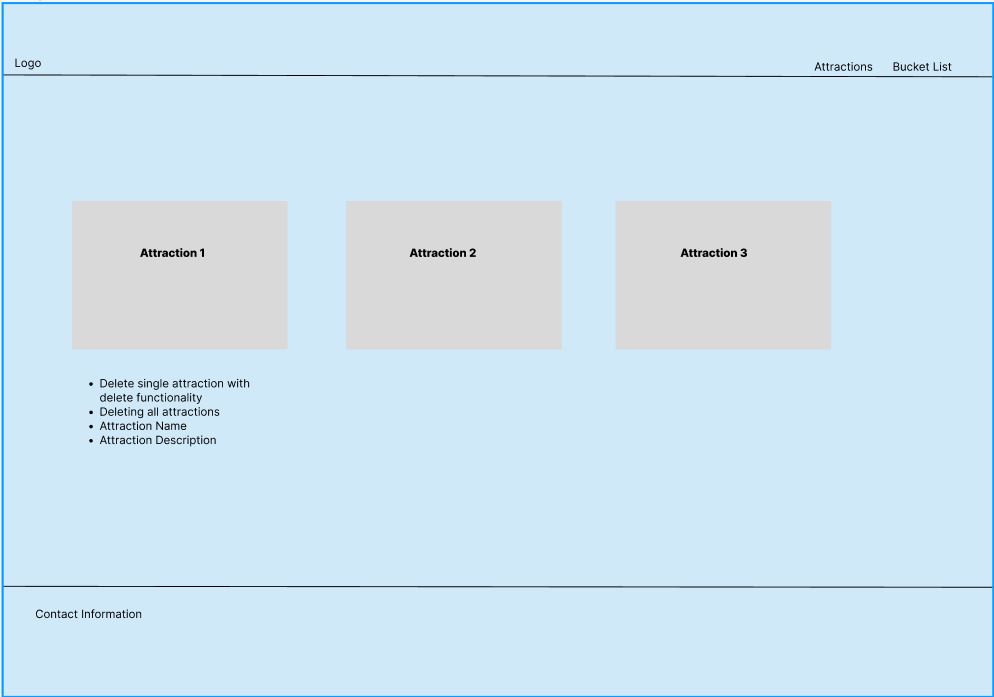 Logo
Attractions Bucket List
Attraction 1 Attraction 2 Attraction 3
• Delete single attraction with
delete functionality
• Deleting all attractions
• Attraction Name
• Attraction Description
Contact Information